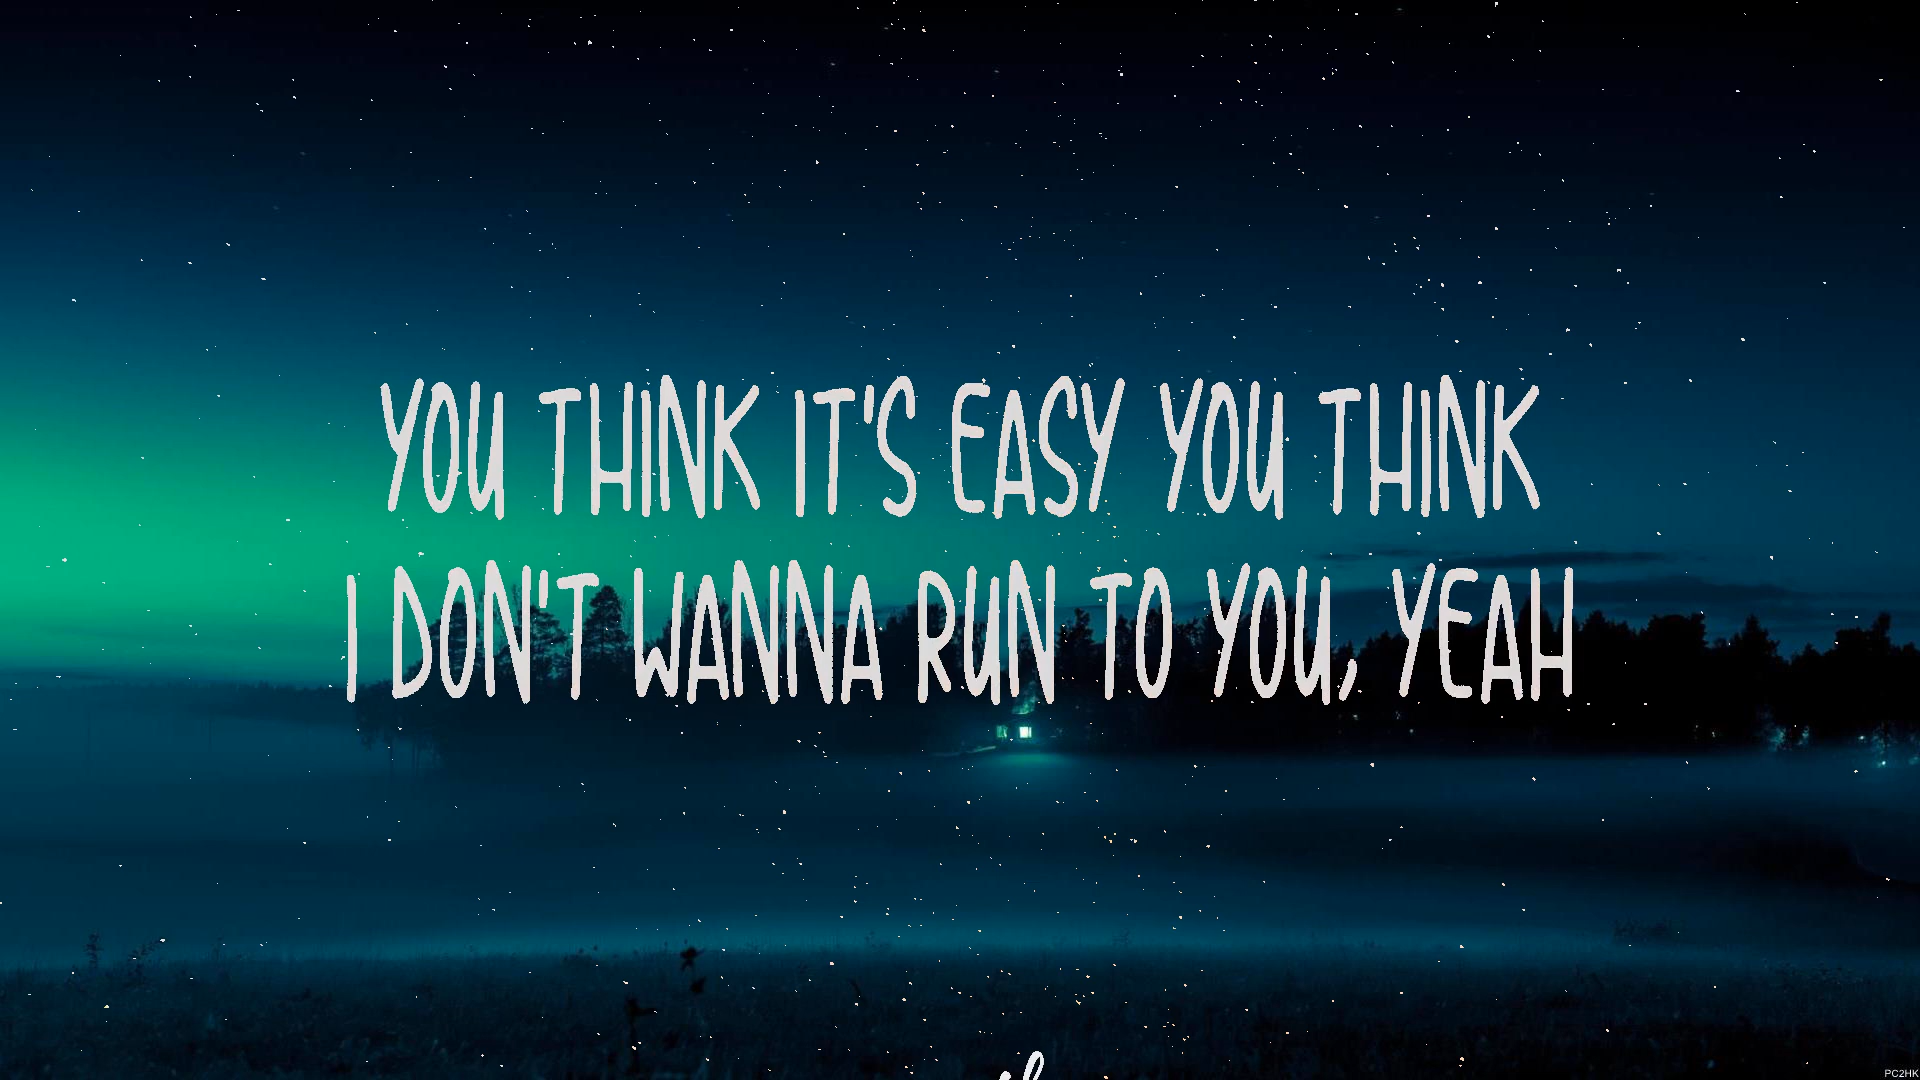 YOU THINK IT'S EASY YOU THINK
I DON'T WANNA RUN TO YOU, YEAH
PC2HK